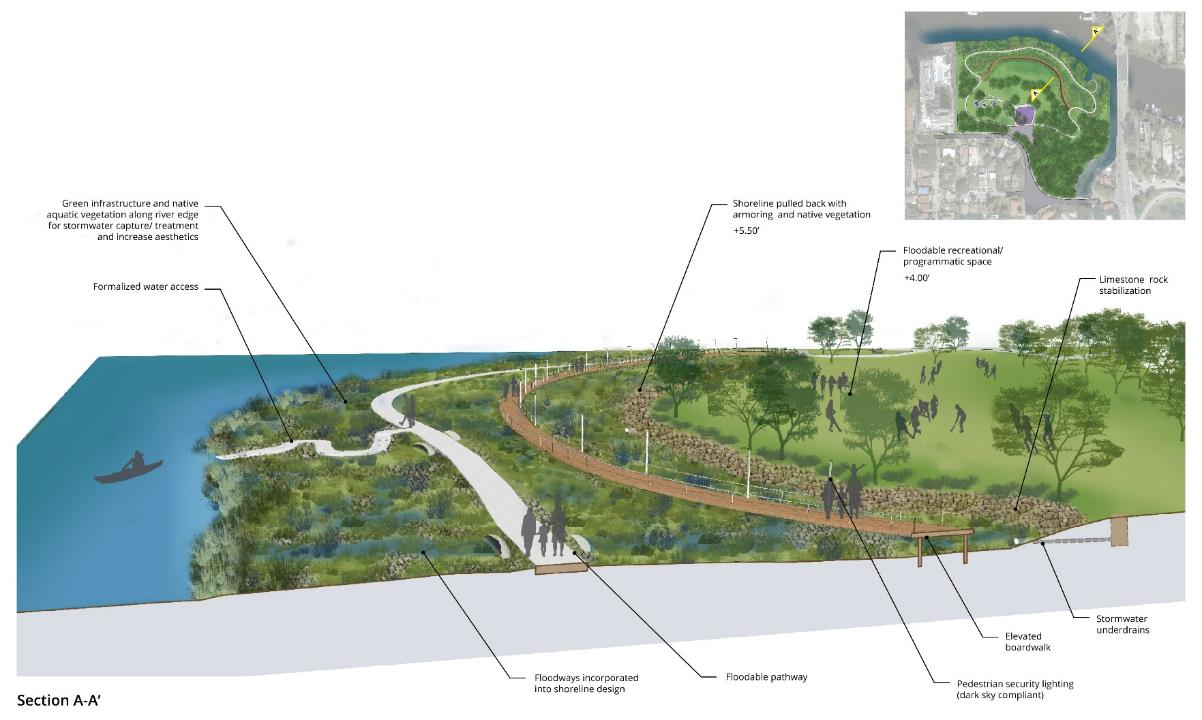 Green infrastructure and native
aquatic vegetation along river edge
for stormwater capture/ treatment
and increase aesthetics
Formalized water access
Shoreline pulled back with
armoring and native vegetation
+5.50'
Floodable recreational/
programmatic space
+4.00'
Limestone rock
stabilization
Stormwater
underdrains
Elevated
boardwalk
Pedestrian security lighting
(dark sky compliant)
Floodable pathway
Floodways incorporated
into shoreline design
Section A-A'